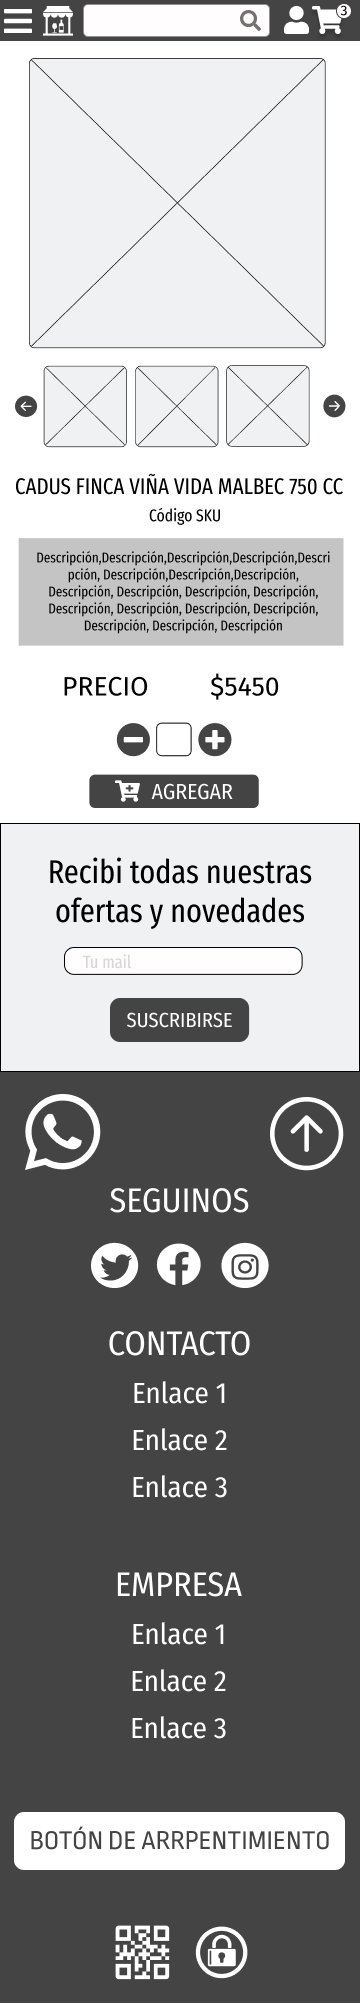 3
CADUS FINCA VIÑA VIDA MALBEC 750 CC
Código SKU
Descripción,Descripción,Descripción,Descripción,Descri
pción, Descripción,Descripción,Descripción,
Descripción, Descripción, Descripción, Descripción,
Descripción, Descripción, Descripción, Descripción,
Descripción, Descripción, Descripción
PRECIO $5450
AGREGAR
Recibi todas nuestras
ofertas y novedades
Tu mail
SUSCRIBIRSE
SEGUINOS
CONTACTO
Enlace 1
Enlace 2
Enlace 3
EMPRESA
Enlace 1
Enlace 2
Enlace 3
BOTÓN DE ARRPENTIMIENTO